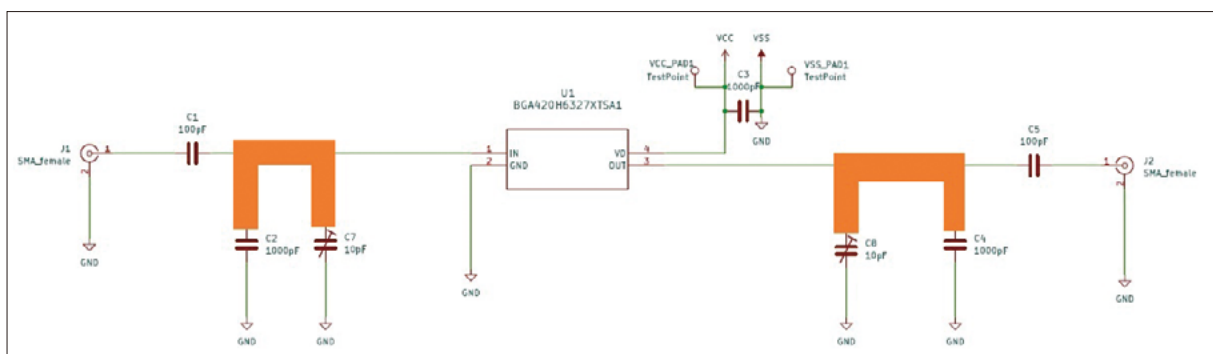 VCC
VSS
VCC_PAD1
TestPoint
C3
1000pF
VSS_PAD1
TestPoint
GND
U1
BGA420H6327XTSA1
1
IN
2
GND
VD
4
OUT
3
GND
J1
SMA_female
1
2
GND
C1
100pF
C2
1000pF
GND
C7
10pF
GND
C8
10pF
GND
C4
1000pF
GND
C5
100pF
1
2
J2
SMA_female
GND